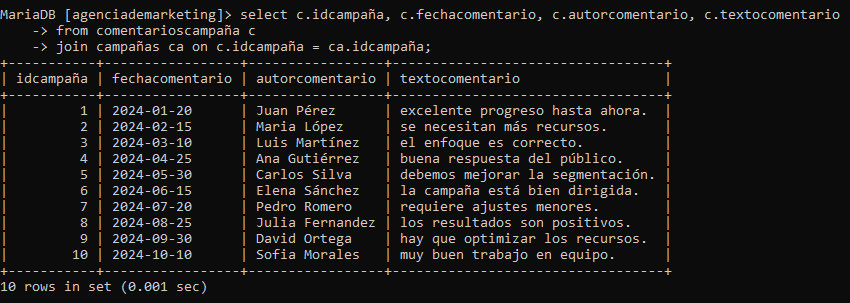 MariaDB [agenciademarketing]> select c.idcampaña, c.fechacomentario, c.autorcomentario, c.textocomentario
    -> from comentarioscampaña c
    -> join campañas ca on c.idcampaña = ca.idcampaña;
+-----------+-----------------+-----------------+----------------------------------+
| idcampaña | fechacomentario | autorcomentario | textocomentario                  |
+-----------+-----------------+-----------------+----------------------------------+
|         1 | 2024-01-20      | Juan Pérez      | excelente progreso hasta ahora.  |
|         2 | 2024-02-15      | Maria López     | se necesitan más recursos.       |
|         3 | 2024-03-10      | Luis Martínez   | el enfoque es correcto.          |
|         4 | 2024-04-25      | Ana Gutiérrez   | buena respuesta del público.     |
|         5 | 2024-05-30      | Carlos Silva    | debemos mejorar la segmentación. |
|         6 | 2024-06-15      | Elena Sánchez   | la campaña está bien dirigida.   |
|         7 | 2024-07-20      | Pedro Romero    | requiere ajustes menores.        |
|         8 | 2024-08-25      | Julia Fernandez | los resultados son positivos.    |
|         9 | 2024-09-30      | David Ortega    | hay que optimizar los recursos.  |
|        10 | 2024-10-10      | Sofia Morales   | muy buen trabajo en equipo.      |
+-----------+-----------------+-----------------+----------------------------------+
10 rows in set (0.001 sec)